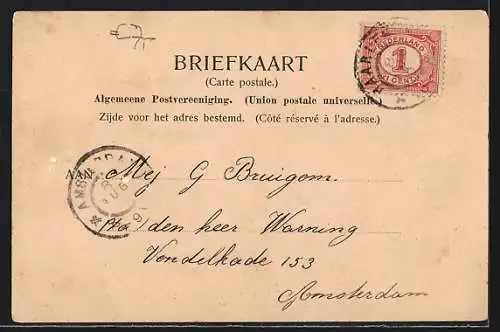 BRIEFKAART
(Carte postale.)
Algemeene Postvereeniging. (Union postale universelle)
Zijde voor het adres bestemd. (Côté réservé à l'adresse.)
NEDERLAND
1
CENT
AAN Mej G Bruigom.
den heer Warning
Vondelkade 153
Amsterdam